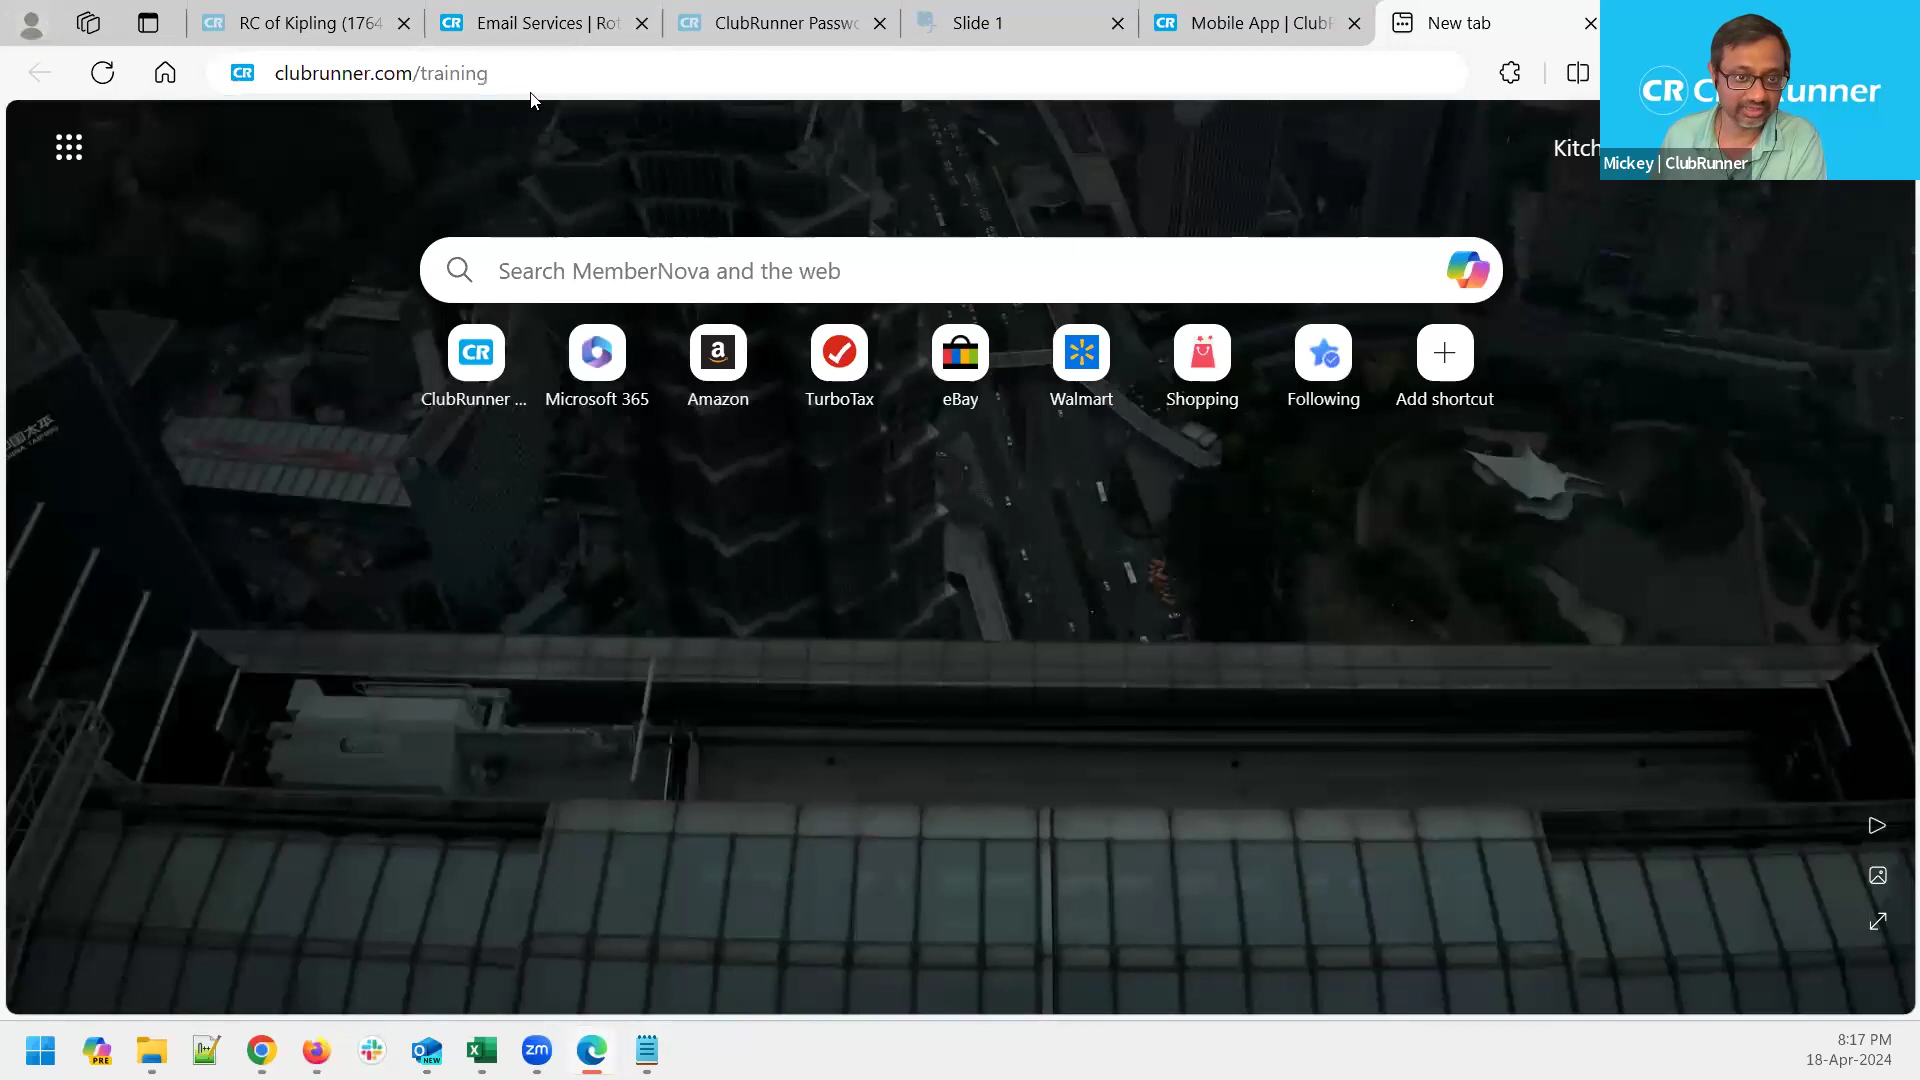 RC of Kipling (1764
Email Services | Rot
ClubRunner Passwo
Slide 1
Mobile App | ClubR
New tab
CR clubrunner.com/training
Kitch
CR C unner
Mickey | ClubRunner
Search MemberNova and the web
ClubRunner ...
Microsoft 365
Amazon
TurboTax
eBay
Walmart
Shopping
Following
Add shortcut
8:17 PM
18-Apr-2024